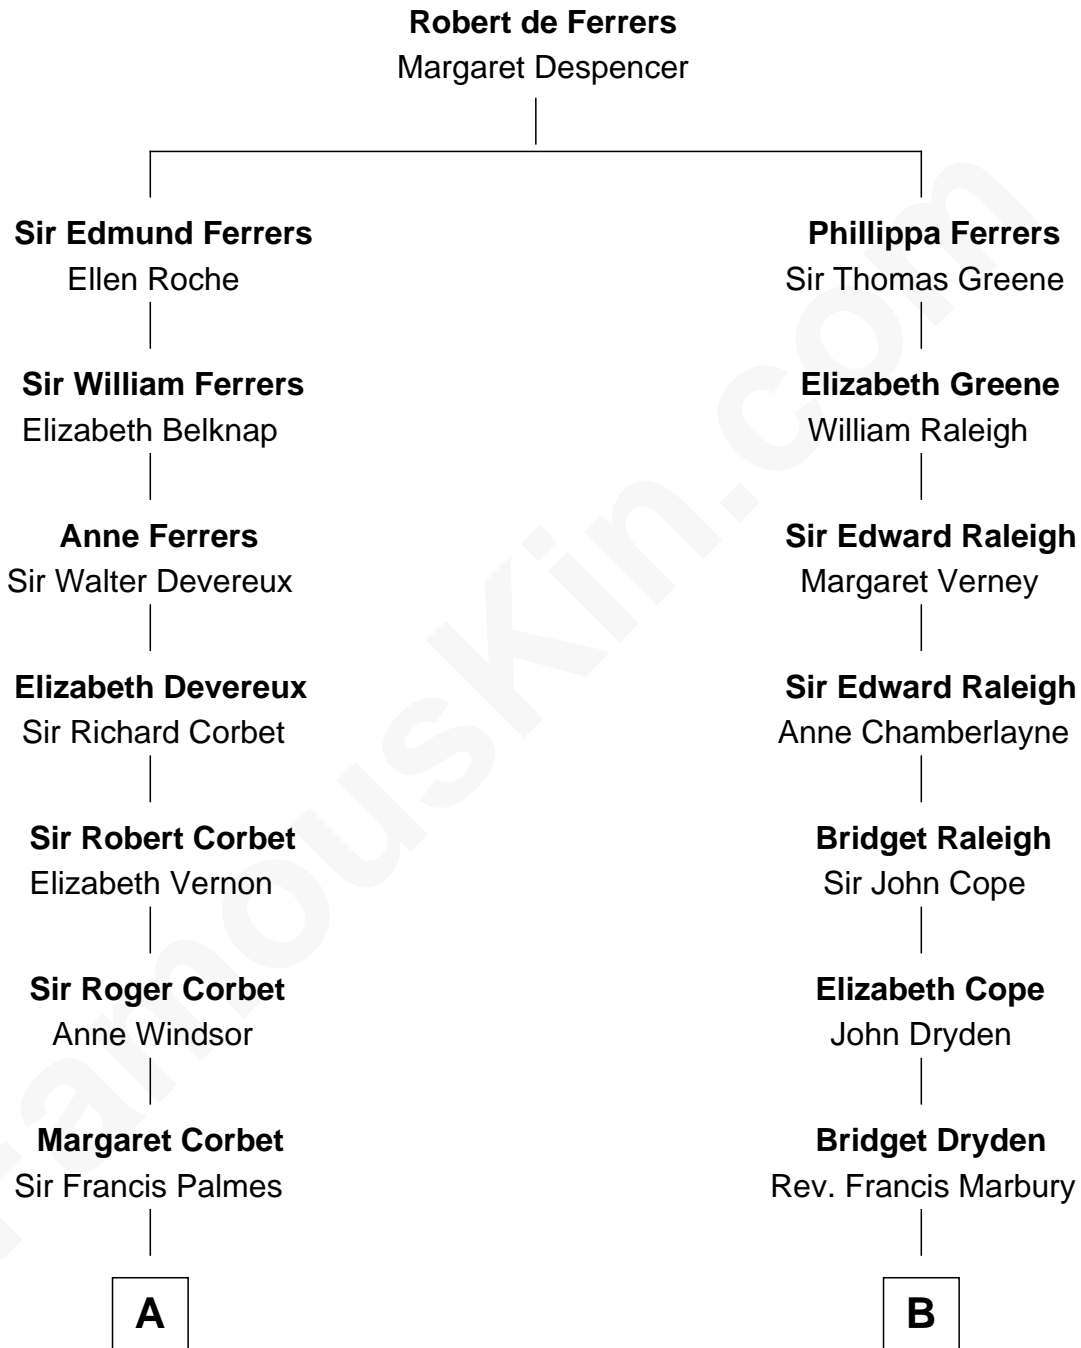 Robert de Ferrers
Margaret Despencer
Sir Edmund Ferrers
Ellen Roche
Sir William Ferrers
Elizabeth Belknap
Anne Ferrers
Sir Walter Devereux
Elizabeth Devereux
Sir Richard Corbet
Sir Robert Corbet
Elizabeth Vernon
Sir Roger Corbet
Anne Windsor
Margaret Corbet
Sir Francis Palmes
A
Phillippa Ferrers
Sir Thomas Greene
Elizabeth Greene
William Raleigh
Sir Edward Raleigh
Margaret Verney
Sir Edward Raleigh
Anne Chamberlayne
Bridget Raleigh
Sir John Cope
Elizabeth Cope
John Dryden
Bridget Dryden
Rev. Francis Marbury
B
FamousKin.com